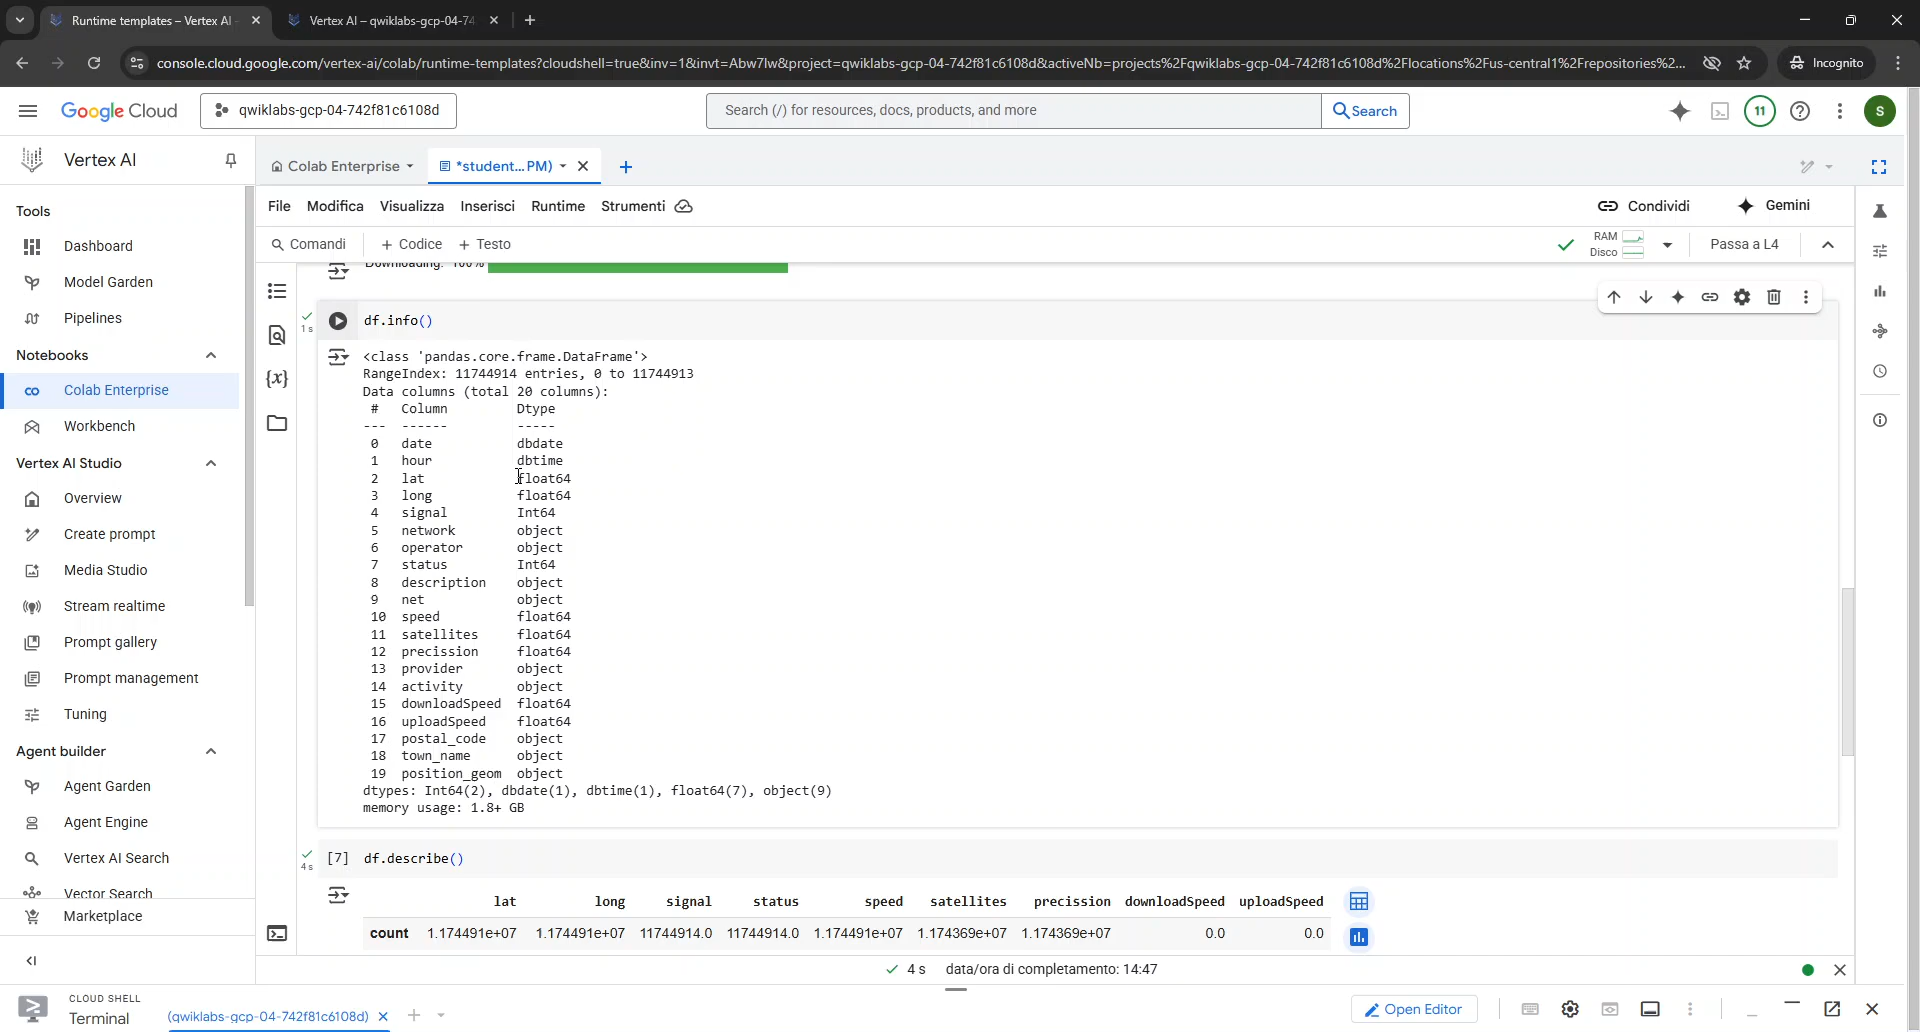 Runtime templates – Vertex AI -
Vertex AI – qwiklabs-gcp-04-74
console.cloud.google.com/vertex-ai/colab/runtime-templates?cloudshell=true&inv=1&invt=Abw7lw&project=qwiklabs-gcp-04-742f81c6108d&activeNb=projects%2Fqwiklabs-gcp-04-742f81c6108d%2Flocations%2Fus-central1%2Frepositories%2...
Incognito
Google Cloud
qwiklabs-gcp-04-742f81c6108d
Search (/) for resources, docs, products, and more
Search
11
S
Vertex AI
Colab Enterprise
*student... PM)
Tools
Dashboard
Model Garden
Pipelines
Notebooks
Colab Enterprise
Workbench
Vertex AI Studio
Overview
Create prompt
Media Studio
Stream realtime
Prompt gallery
Prompt management
Tuning
Agent builder
Agent Garden
Agent Engine
Vertex AI Search
Vector Search
Marketplace
File Modifica Visualizza Inserisci Runtime Strumenti
Condividi
Gemini
Comandi
+ Codice + Testo
RAM
Disco
Passa a L4
Downloading: 100%
1 s
df.info()
<class 'pandas.core.frame.DataFrame'>
RangeIndex: 11744914 entries, 0 to 11744913
Data columns (total 20 columns):
# Column Dtype
--- ------ -----
0 date dbdate
1 hour dbtime
2 lat float64
3 long float64
4 signal Int64
5 network object
6 operator object
7 status Int64
8 description object
9 net object
10 speed float64
11 satellites float64
12 precission float64
13 provider object
14 activity object
15 downloadSpeed float64
16 uploadSpeed float64
17 postal_code object
18 town_name object
19 position_geom object
dtypes: Int64(2), dbdate(1), dbtime(1), float64(7), object(9)
memory usage: 1.8+ GB
4 s
[7] df.describe()
lat long signal status speed satellites precission downloadSpeed uploadSpeed
count 1.174491e+07 1.174491e+07 11744914.0 11744914.0 1.174491e+07 1.174369e+07 1.174369e+07 0.0 0.0
4 s data/ora di completamento: 14:47
CLOUD SHELL
Terminal
(qwiklabs-gcp-04-742f81c6108d)
Open Editor